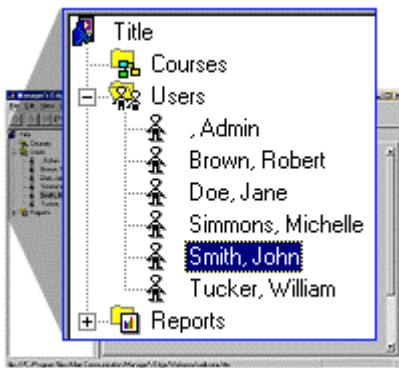 Title
Courses
Users
, Admin
Brown, Robert
Doe, Jane
Simmons, Michelle
Smith, John
Tucker, William
Reports